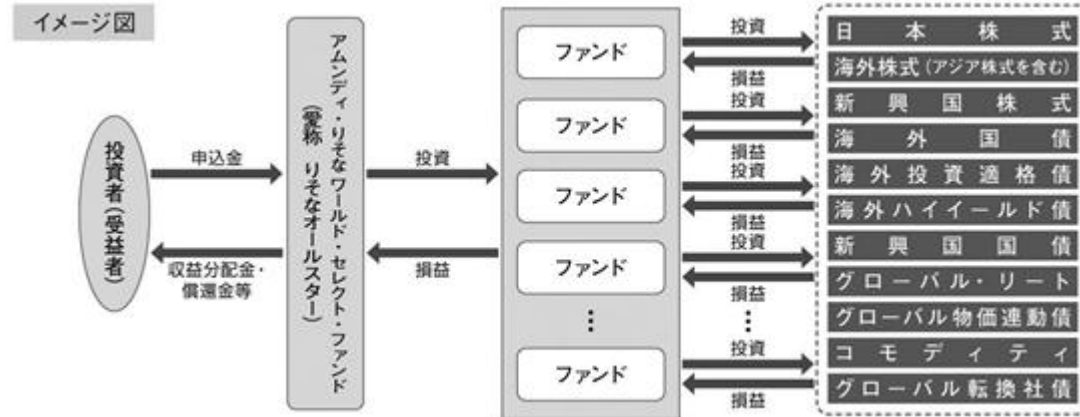 イメージ図
投資者(受益者)
申込金
収益分配金・
償還金等
アムンディ・りそなワールド・セレクト・ファンド
(愛称 りそなオールスター)
投資
損益
ファンド
ファンド
ファンド
ファンド
⋮
ファンド
投資
損益
投資
損益
投資
損益
投資
損益
⋮
投資
損益
日本株式
海外株式(アジア株式を含む)
新興国株式
海外国債
海外投資適格債
海外ハイイールド債
新興国国債
グローバル・リート
グローバル物価連動債
コモディティ
グローバル転換社債